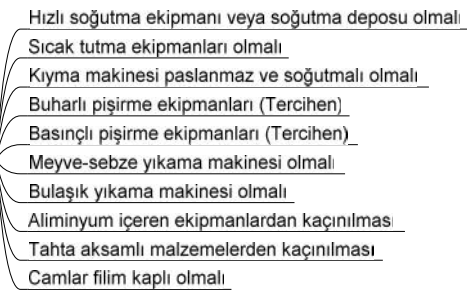 Hızlı soğutma ekipmanı veya soğutma deposu olmalı
Sıcak tutma ekipmanları olmalı
Kıyma makinesi paslanmaz ve soğutmalı olmalı
Buharlı pişirme ekipmanları (Tercihen)
Basınçlı pişirme ekipmanları (Tercihen)
Meyve-sebze yıkama makinesi olmalı
Bulaşık yıkama makinesi olmalı
Aliminyum içeren ekipmanlardan kaçınılması
Tahta aksamlı malzemelerden kaçınılması
Camlar filim kaplı olmalı